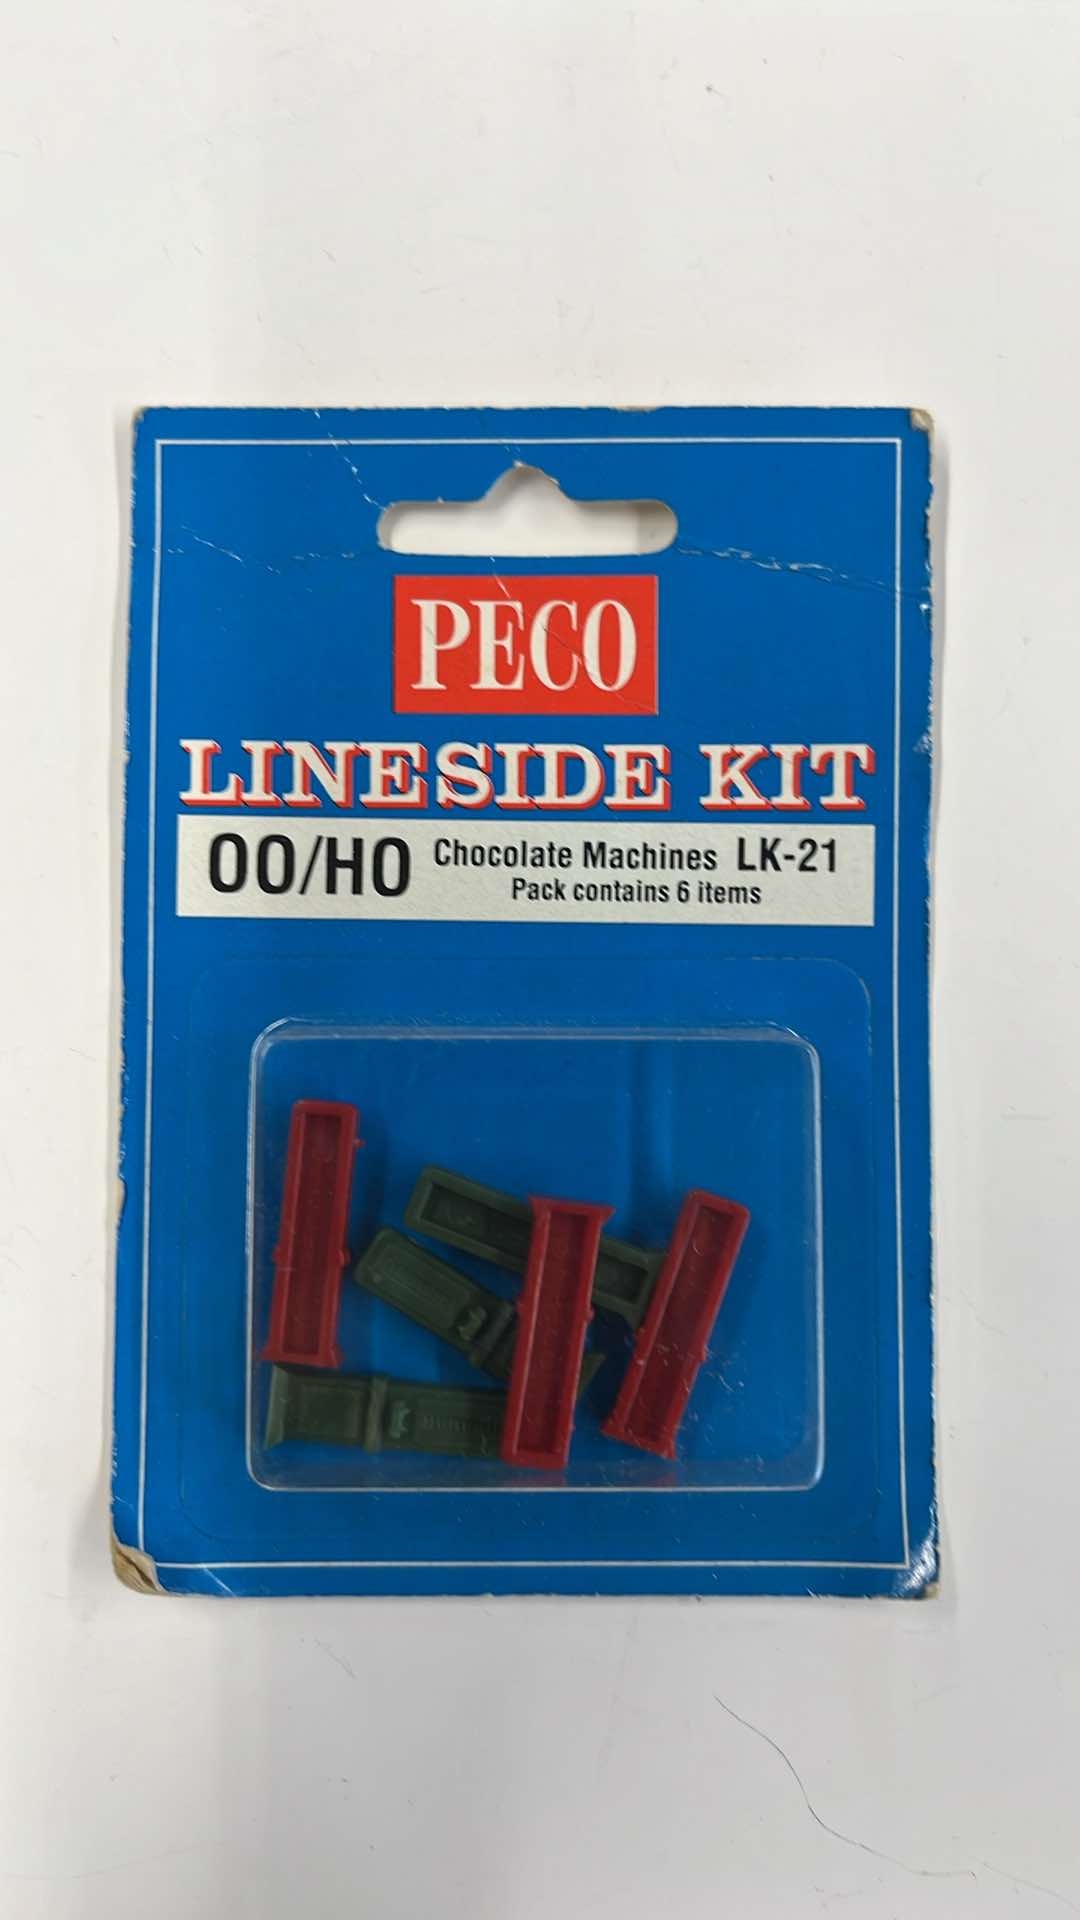 PECO
LINESIDE KIT
OO/HO Chocolate Machines LK-21
Pack contains 6 items